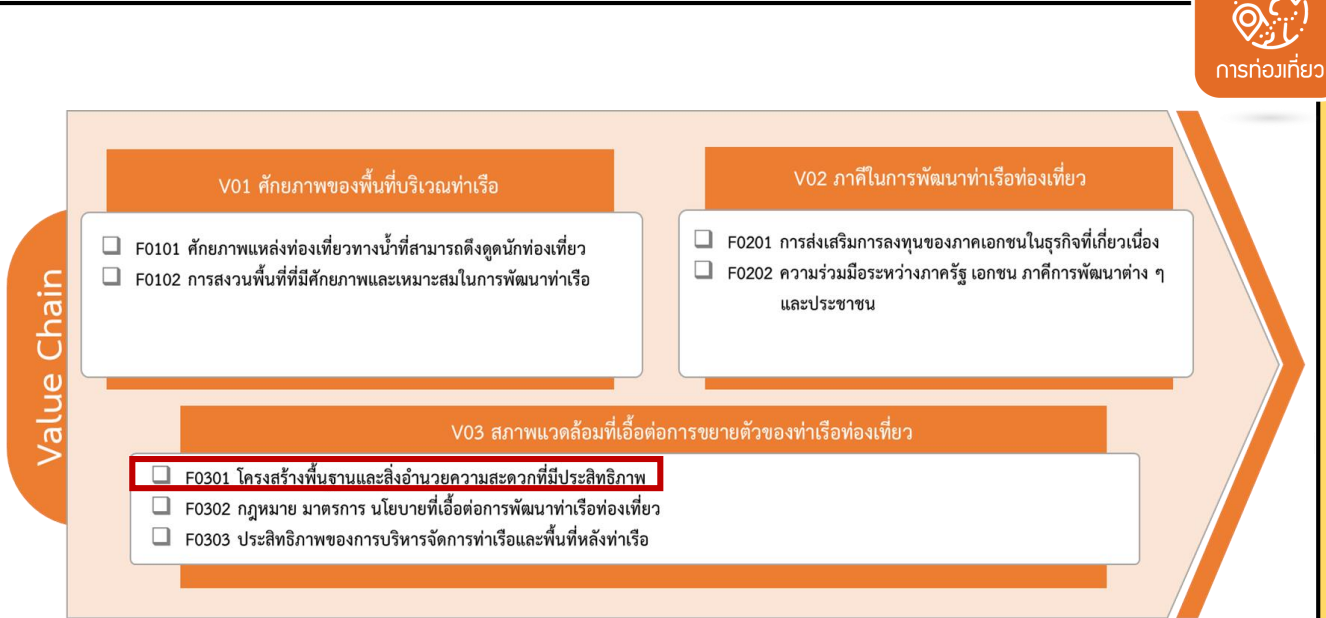 การท่องเที่ยว
Value Chain
V01 ศักยภาพของพื้นที่บริเวณท่าเรือ
F0101 ศักยภาพแหล่งท่องเที่ยวทางน้ำที่สามารถดึงดูดนักท่องเที่ยว
F0102 การสงวนพื้นที่ที่มีศักยภาพและเหมาะสมในการพัฒนาท่าเรือ
V02 ภาคีในการพัฒนาท่าเรือท่องเที่ยว
F0201 การส่งเสริมการลงทุนของภาคเอกชนในธุรกิจที่เกี่ยวเนื่อง
F0202 ความร่วมมือระหว่างภาครัฐ เอกชน ภาคีการพัฒนาต่าง ๆ
และประชาชน
V03 สภาพแวดล้อมที่เอื้อต่อการขยายตัวของท่าเรือท่องเที่ยว
F0301 โครงสร้างพื้นฐานและสิ่งอำนวยความสะดวกที่มีประสิทธิภาพ
F0302 กฎหมาย มาตรการ นโยบายที่เอื้อต่อการพัฒนาท่าเรือท่องเที่ยว
F0303 ประสิทธิภาพของการบริหารจัดการท่าเรือและพื้นที่หลังท่าเรือ